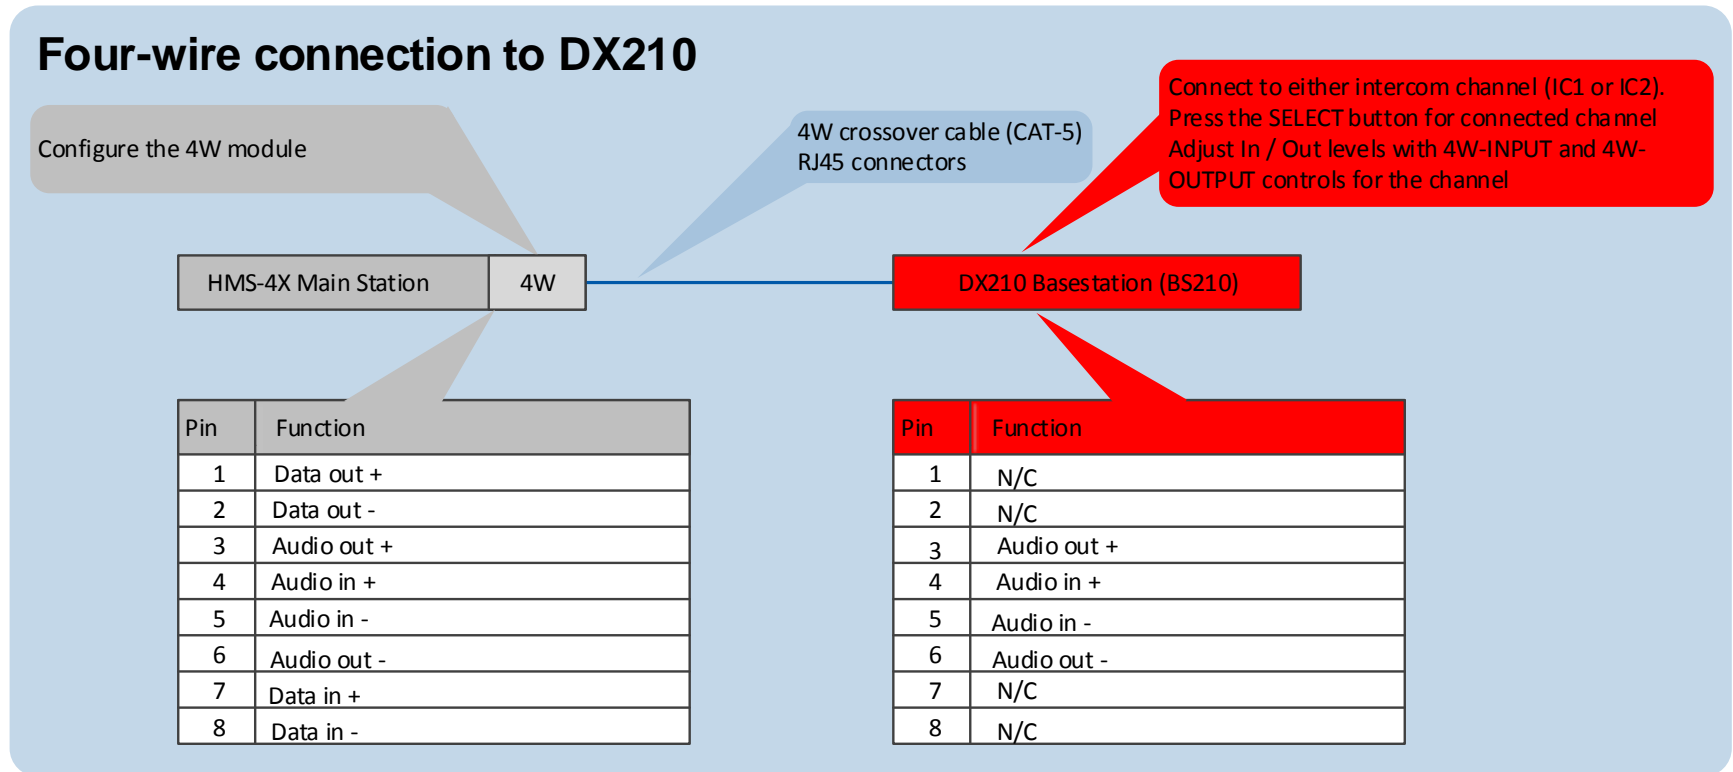 Four-wire connection to DX210
Configure the 4W module
4W crossover cable (CAT-5)
RJ45 connectors
Connect to either intercom channel (IC1 or IC2).
Press the SELECT button for connected channel
Adjust In / Out levels with 4W-INPUT and 4W-
OUTPUT controls for the channel
HMS-4X Main Station 4W
DX210 Basestation (BS210)
Pin Function
1 Data out +
2 Data out -
3 Audio out +
4 Audio in +
5 Audio in -
6 Audio out -
7 Data in +
8 Data in -
Pin Function
1 N/C
2 N/C
3 Audio out +
4 Audio in +
5 Audio in -
6 Audio out -
7 N/C
8 N/C